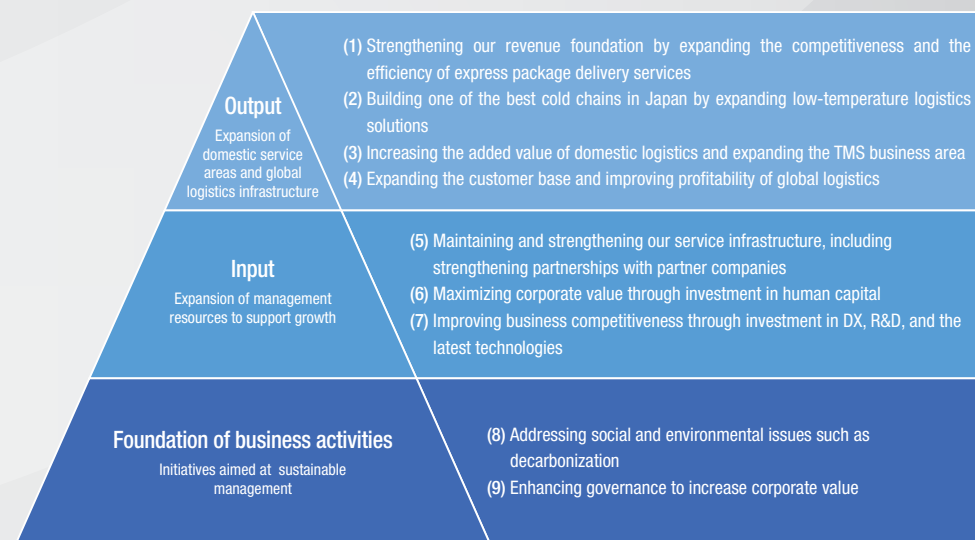 Output
Expansion of
domestic service
areas and global
logistics infrastructure
(1) Strengthening our revenue foundation by expanding the competitiveness and the
efficiency of express package delivery services
(2) Building one of the best cold chains in Japan by expanding low-temperature logistics
solutions
(3) Increasing the added value of domestic logistics and expanding the TMS business area
(4) Expanding the customer base and improving profitability of global logistics
Input
Expansion of management
resources to support growth
(5) Maintaining and strengthening our service infrastructure, including
strengthening partnerships with partner companies
(6) Maximizing corporate value through investment in human capital
(7) Improving business competitiveness through investment in DX, R&D, and the
latest technologies
Foundation of business activities
Initiatives aimed at sustainable
management
(8) Addressing social and environmental issues such as
decarbonization
(9) Enhancing governance to increase corporate value